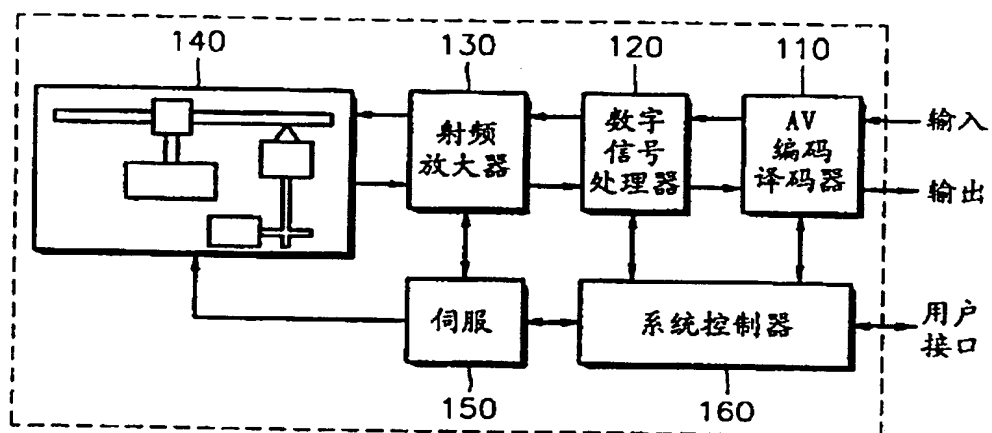 140
130
120
110
射频
放大器
数字
信号
处理器
AV
编码
译码器
输入
输出
伺服
系统控制器
用户
接口
150
160